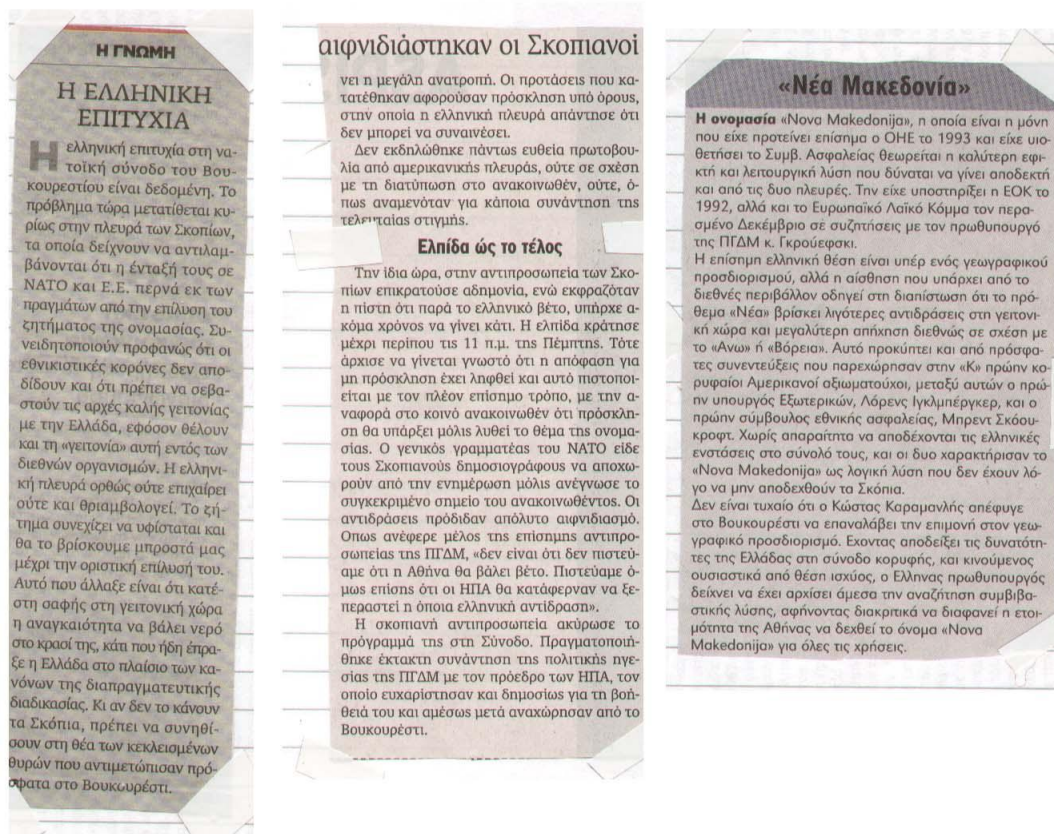 Η ΓΝΩΜΗ
Η ΕΛΛΗΝΙΚΗ
ΕΠΙΤΥΧΙΑ
Η ελληνική επιτυχία στη να-
τοϊκή σύνοδο του Βου-
κουρεστίου είναι δεδομένη. Το
πρόβλημα τώρα μετατίθεται κυ-
ρίως στην πλευρά των Σκοπίων,
τα οποία δείχνουν να αντιλαμ-
βάνονται ότι η ένταξή τους σε
ΝΑΤΟ και Ε.Ε. περνά εκ των
πραγμάτων από την επίλυση του
ζητήματος της ονομασίας. Συ-
νειδητοποιούν προφανώς ότι οι
εθνικιστικές κορόνες δεν απο-
δίδουν και ότι πρέπει να σεβα-
στούν τις αρχές καλής γειτονίας
με την Ελλάδα, εφόσον θέλουν
και τη «γειτονία» αυτή εντός των
διεθνών οργανισμών. Η ελληνι-
κή πλευρά ορθώς ούτε επιχαίρει
ούτε και θριαμβολογεί. Το ζή-
τημα συνεχίζει να υφίσταται και
θα το βρίσκουμε μπροστά μας
μέχρι την οριστική επίλυσή του.
Αυτό που άλλαξε είναι ότι κατέ-
στη σαφής στη γειτονική χώρα
η αναγκαιότητα να βάλει νερό
στο κρασί της, κάτι που ήδη έπρα-
ξε η Ελλάδα στο πλαίσιο των κα-
νόνων της διαπραγματευτικής
διαδικασίας. Κι αν δεν το κάνουν
τα Σκόπια, πρέπει να συνηθί-
σουν στη θέα των κεκλεισμένων
θυρών που αντιμετώπισαν πρό-
σφατα στο Βουκουρέστι.
αιφνιδιάστηκαν οι Σκοπιανοί
νει η μεγάλη ανατροπή. Οι προτάσεις που κα-
τατέθηκαν αφορούσαν πρόσκληση υπό όρους,
στην οποία η ελληνική πλευρά απάντησε ότι
δεν μπορεί να συναινέσει.
Δεν εκδηλώθηκε πάντως ευθεία πρωτοβου-
λία από αμερικανικής πλευράς, ούτε σε σχέση
με τη διατύπωση στο ανακοινωθέν, ούτε, ό-
πως αναμενόταν για κάποια συνάντηση της
τελευταίας στιγμής.
Ελπίδα ώς το τέλος
Την ίδια ώρα, στην αντιπροσωπεία των Σκο-
πίων επικρατούσε αδημονία, ενώ εκφραζόταν
η πίστη ότι παρά το ελληνικό βέτο, υπήρχε α-
κόμα χρόνος να γίνει κάτι. Η ελπίδα κράτησε
μέχρι περίπου τις 11 π.μ. της Πέμπτης. Τότε
άρχισε να γίνεται γνωστό ότι η απόφαση για
μη πρόσκληση έχει ληφθεί και αυτό πιστοποι-
είται με τον πλέον επίσημο τρόπο, με την α-
ναφορά στο κοινό ανακοινωθέν ότι πρόσκλη-
ση θα υπάρξει μόλις λυθεί το θέμα της ονομα-
σίας. Ο γενικός γραμματέας του ΝΑΤΟ είδε
τους Σκοπιανούς δημοσιογράφους να αποχω-
ρούν από την ενημέρωση μόλις ανέγνωσε το
συγκεκριμένο σημείο του ανακοινωθέντος. Οι
αντιδράσεις πρόδιδαν απόλυτο αιφνιδιασμό.
Οπως ανέφερε μέλος της επίσημης αντιπρο-
σωπείας της ΠΓΔΜ, «δεν είναι ότι δεν πιστεύ-
αμε ότι η Αθήνα θα βάλει βέτο. Πιστεύαμε ό-
μως επίσης ότι οι ΗΠΑ θα κατάφερναν να ξε-
περαστεί η όποια ελληνική αντίδραση».
Η σκοπιανή αντιπροσωπεία ακύρωσε το
πρόγραμμά της στη Σύνοδο. Πραγματοποιή-
θηκε έκτακτη συνάντηση της πολιτικής ηγε-
σίας της ΠΓΔΜ με τον πρόεδρο των ΗΠΑ, τον
οποίο ευχαρίστησαν και δημοσίως για τη βοή-
θειά του και αμέσως μετά αναχώρησαν από το
Βουκουρέστι.
«Νέα Μακεδονία»
Η ονομασία «Nova Makedonija», η οποία είναι η μόνη
που είχε προτείνει επίσημα ο ΟΗΕ το 1993 και είχε υιο-
θετήσει το Συμβ. Ασφαλείας θεωρείται η καλύτερη εφι-
κτή και λειτουργική λύση που δύναται να γίνει αποδεκτή
και από τις δυο πλευρές. Την είχε υποστηρίξει η ΕΟΚ το
1992, αλλά και το Ευρωπαϊκό Λαϊκό Κόμμα τον περα-
σμένο Δεκέμβριο σε συζητήσεις με τον πρωθυπουργό
της ΠΓΔΜ κ. Γκρούεφσκι.
Η επίσημη ελληνική θέση είναι υπέρ ενός γεωγραφικού
προσδιορισμού, αλλά η αίσθηση που υπάρχει από το
διεθνές περιβάλλον οδηγεί στη διαπίστωση ότι το πρό-
θεμα «Νέα» βρίσκει λιγότερες αντιδράσεις στη γειτονι-
κή χώρα και μεγαλύτερη απήχηση διεθνώς σε σχέση με
το «Ανω» ή «Βόρεια». Αυτό προκύπτει και από πρόσφα-
τες συνεντεύξεις που παρεχώρησαν στην «Κ» πρώην κο-
ρυφαίοι Αμερικανοί αξιωματούχοι, μεταξύ αυτών ο πρώ-
ην υπουργός Εξωτερικών, Λόρενς Ιγκλμπέργκερ, και ο
πρώην σύμβουλος εθνικής ασφαλείας, Μπρεντ Σκόου-
κροφτ. Χωρίς απαραίτητα να αποδέχονται τις ελληνικές
ενστάσεις στο σύνολό τους, και οι δυο χαρακτήρισαν το
«Nova Makedonija» ως λογική λύση που δεν έχουν λό-
γο να μην αποδεχθούν τα Σκόπια.
Δεν είναι τυχαίο ότι ο Κώστας Καραμανλής απέφυγε
στο Βουκουρέστι να επαναλάβει την επιμονή στον γεω-
γραφικό προσδιορισμό. Εχοντας αποδείξει τις δυνατότη-
τες της Ελλάδας στη σύνοδο κορυφής, και κινούμενος
ουσιαστικά από θέση ισχύος, ο Ελληνας πρωθυπουργός
δείχνει να έχει αρχίσει άμεσα την αναζήτηση συμβιβα-
στικής λύσης, αφήνοντας διακριτικά να διαφανεί η ετοι-
μότητα της Αθήνας να δεχθεί το όνομα «Nova
Makedonija» για όλες τις χρήσεις.